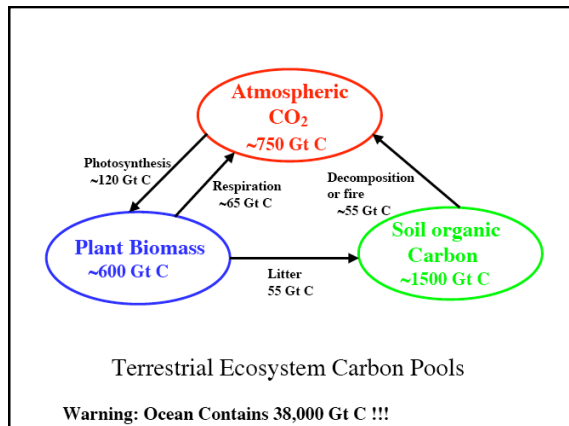 Atmospheric
CO₂
~750 Gt C
Photosynthesis
~120 Gt C
Respiration
~65 Gt C
Decomposition
or fire
~55 Gt C
Plant Biomass
~600 Gt C
Litter
55 Gt C
Soil organic
Carbon
~1500 Gt C
Terrestrial Ecosystem Carbon Pools
Warning: Ocean Contains 38,000 Gt C !!!